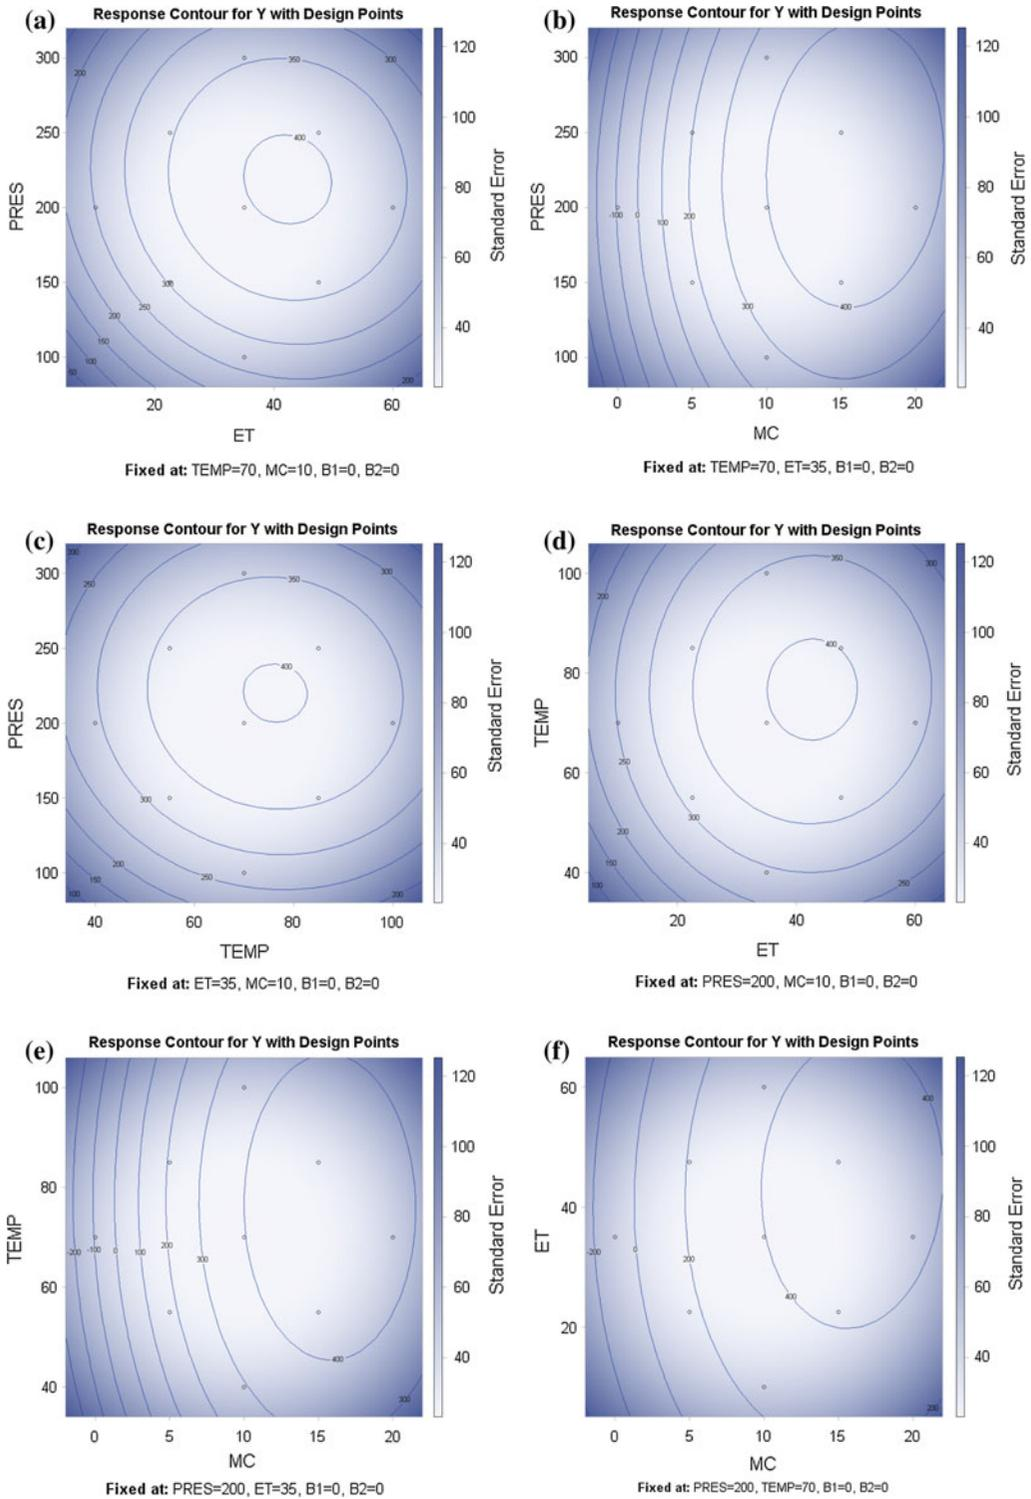 (a) Response Contour for Y with Design Points
300
250
200
150
100
PRES
200
350
300
400
300
250
200
150
100
50
200
20 40 60
ET
120
100
80
60
40
Standard Error
Fixed at: TEMP=70, MC=10, B1=0, B2=0
(b) Response Contour for Y with Design Points
300
250
200
150
100
PRES
-100 0 100 200
300
400
0 5 10 15 20
MC
120
100
80
60
40
Standard Error
Fixed at: TEMP=70, ET=35, B1=0, B2=0
(c) Response Contour for Y with Design Points
300
250
200
150
100
PRES
200
250
350
300
400
300
200
250
150
100
200
40 60 80 100
TEMP
120
100
80
60
40
Standard Error
Fixed at: ET=35, MC=10, B1=0, B2=0
(d) Response Contour for Y with Design Points
100
80
60
40
TEMP
350
300
200
400
250
300
200
150
100
250
20 40 60
ET
120
100
80
60
40
Standard Error
Fixed at: PRES=200, MC=10, B1=0, B2=0
(e) Response Contour for Y with Design Points
100
80
60
40
TEMP
-200 -100 0 100 200 300
400
300
0 5 10 15 20
MC
120
100
80
60
40
Standard Error
Fixed at: PRES=200, ET=35, B1=0, B2=0
(f) Response Contour for Y with Design Points
60
40
20
ET
400
-200 0 200
400
200
0 5 10 15 20
MC
120
100
80
60
40
Standard Error
Fixed at: PRES=200, TEMP=70, B1=0, B2=0